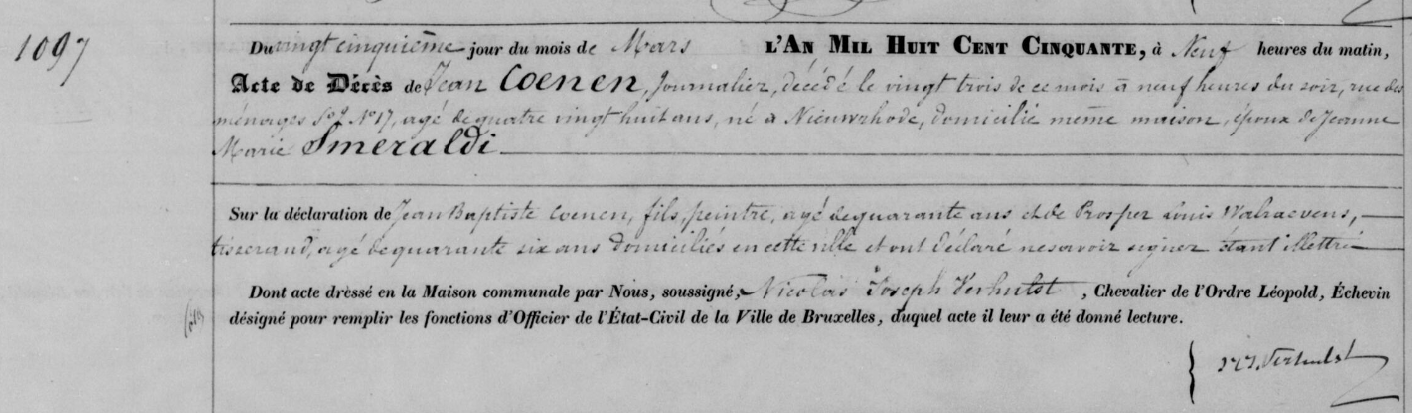 1097
Du vingt cinquième jour du mois de Mars L'An Mil Huit Cent Cinquante, à Neuf heures du matin,
Acte de Décès de Jean Coenen, Journalier, décédé le vingt trois de ce mois à neuf heures du soir, rue des
ménages N° 17, agé de quatre vingt huit ans, né à Nieuwrhode, domicilié même maison, époux de Jeanne
Marie Smeraldi
Sur la déclaration de Jean Baptiste Coenen, fils, peintre, agé de quarante ans et de Prosper Louis Walraevens,
tisserand, agé de quarante six ans domiciliés en cette ville et ont déclaré ne savoir signer étant illettré
Dont acte dressé en la Maison communale par Nous, soussigné, Nicolas Joseph Verhulst, Chevalier de l'Ordre Léopold, Échevin
désigné pour remplir les fonctions d'Officier de l'État-Civil de la Ville de Bruxelles, duquel acte il leur a été donné lecture.
NJ. Verhulst